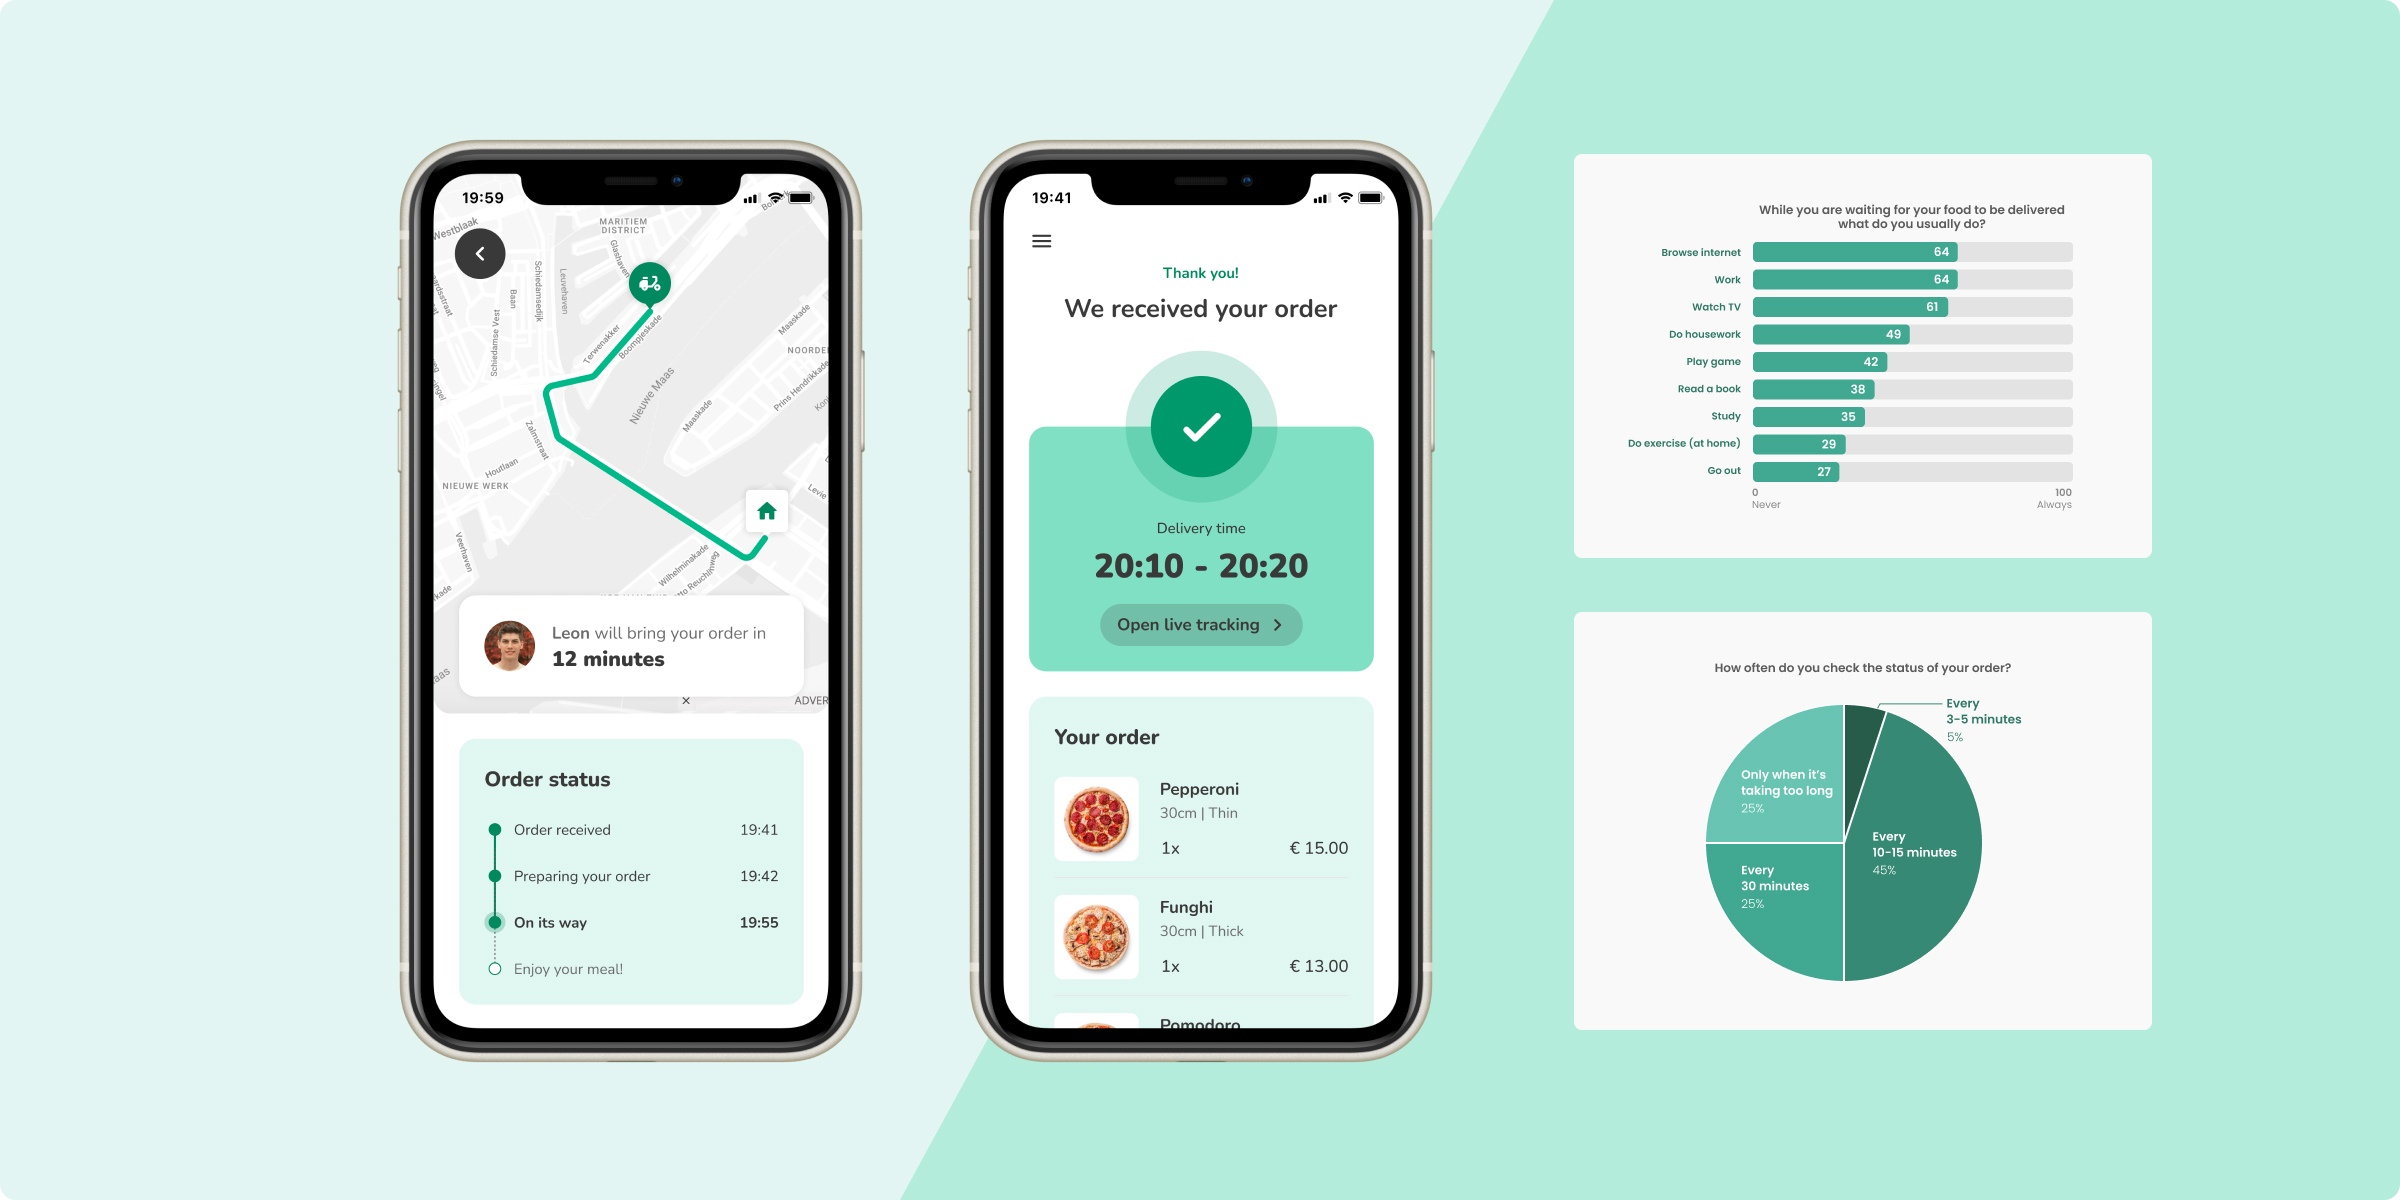 19:59
Westblaak
MARITIEM
DISTRICT
Glashaven
Schiedamsedijk
Leuvehaven
Baan
Schiedamse Vest
Terwenakker
Boompjeskade
Maaskade
NOORDE
Prins Hendrikkade
Nieuwe Maas
Maaskade
Zalmstraat
Houtlaan
NIEUWE WERK
Levie
Veerhaven
Wilhelminakade
Leon will bring your order in
12 minutes
ADVER
Order status
Order received 19:41
Preparing your order 19:42
On its way 19:55
Enjoy your meal!
19:41
Thank you!
We received your order
Delivery time
20:10 - 20:20
Open live tracking
Your order
Pepperoni
30cm | Thin
1x € 15.00
Funghi
30cm | Thick
1x € 13.00
Pomodoro
While you are waiting for your food to be delivered
what do you usually do?
Browse internet 64
Work 64
Watch TV 61
Do housework 49
Play game 42
Read a book 38
Study 35
Do exercise (at home) 29
Go out 27
0 100
Never Always
How often do you check the status of your order?
Every
3-5 minutes
5%
Only when it's
taking too long
25%
Every
10-15 minutes
45%
Every
30 minutes
25%